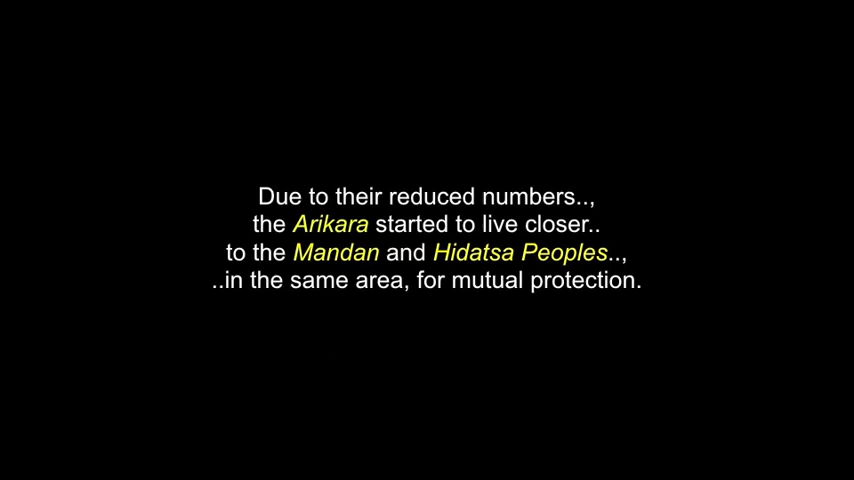 Due to their reduced numbers..,
the Arikara started to live closer..
to the Mandan and Hidatsa Peoples..,
..in the same area, for mutual protection.